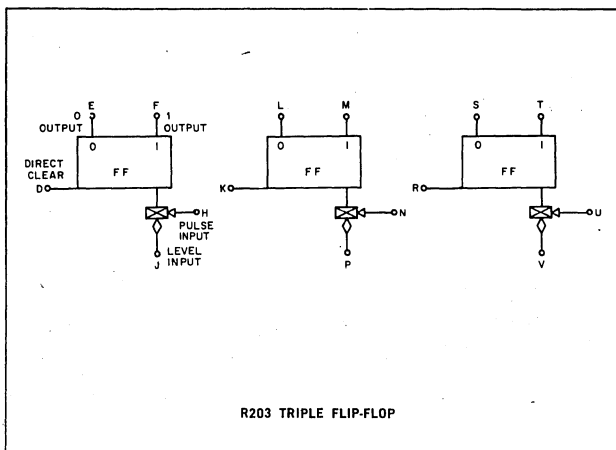 E F L M S T
0 1
OUTPUT OUTPUT
0 1 0 1 0 1
DIRECT
CLEAR
FF FF FF
D K R
H N U
PULSE
INPUT
LEVEL
INPUT
J P V
R203 TRIPLE FLIP-FLOP